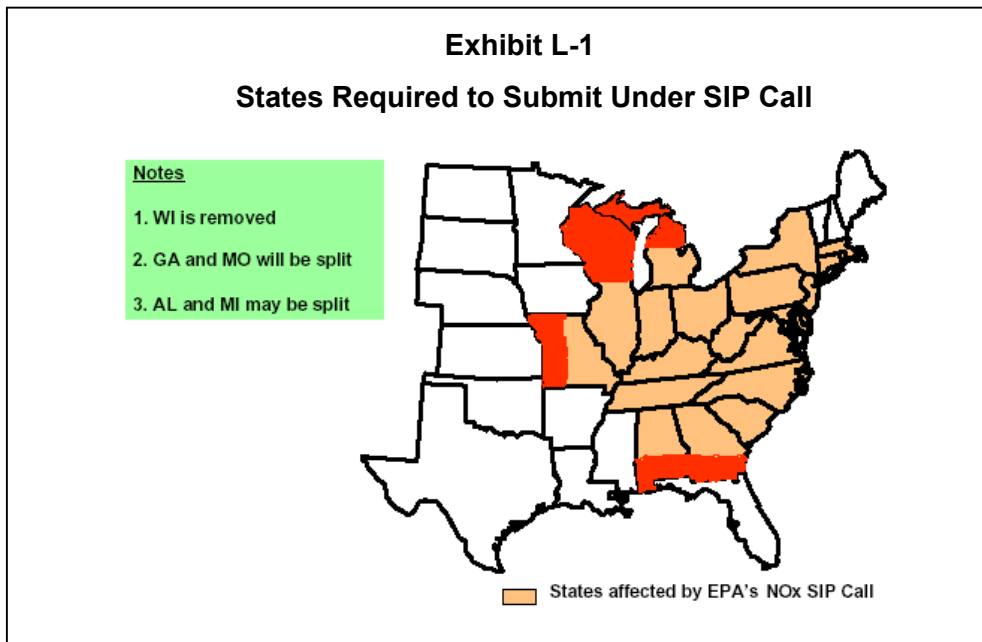 Exhibit L-1
States Required to Submit Under SIP Call
Notes
1. WI is removed
2. GA and MO will be split
3. AL and MI may be split
States affected by EPA's NOx SIP Call